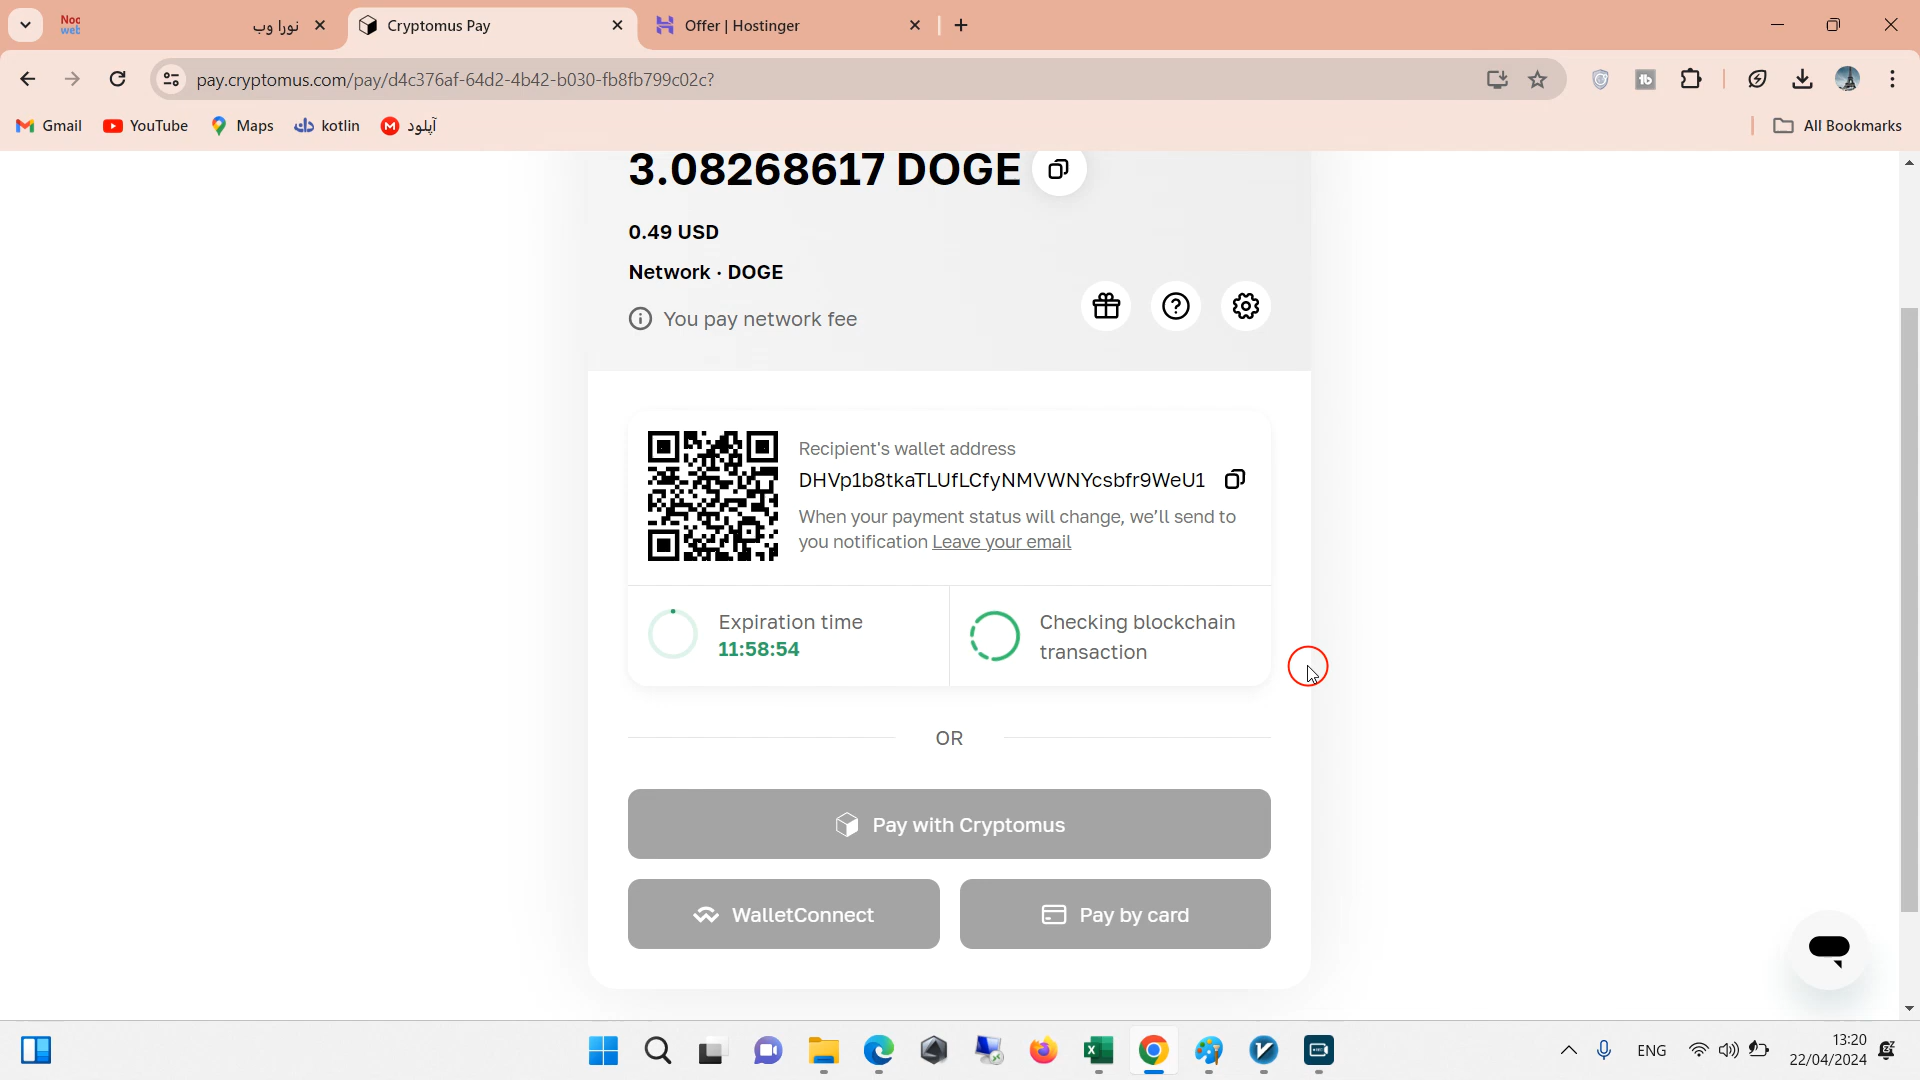 Noc
web
نورا وب
Cryptomus Pay
Offer | Hostinger
pay.cryptomus.com/pay/d4c376af-64d2-4b42-b030-fb8fb799c02c?
Gmail
YouTube
Maps
kotlin
آپلود
All Bookmarks
3.08268617 DOGE
0.49 USD
Network · DOGE
You pay network fee
Recipient's wallet address
DHVp1b8tkaTLUfLCfyNMVWNYcsbfr9WeU1
When your payment status will change, we'll send to
you notification Leave your email
Expiration time
11:58:54
Checking blockchain
transaction
OR
Pay with Cryptomus
WalletConnect
Pay by card
ENG
13:20
22/04/2024